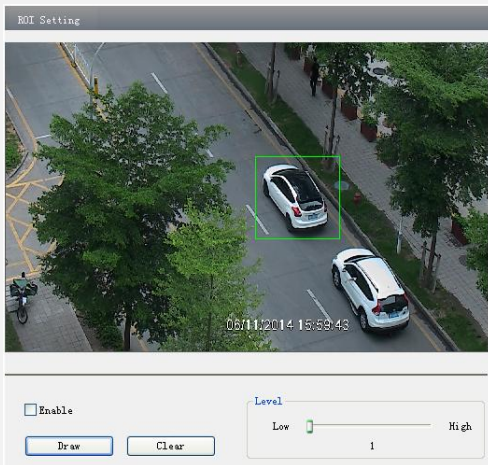 ROI Setting
06/11/2014 15:59:43
Enable
Draw
Clear
Level
Low
High
1